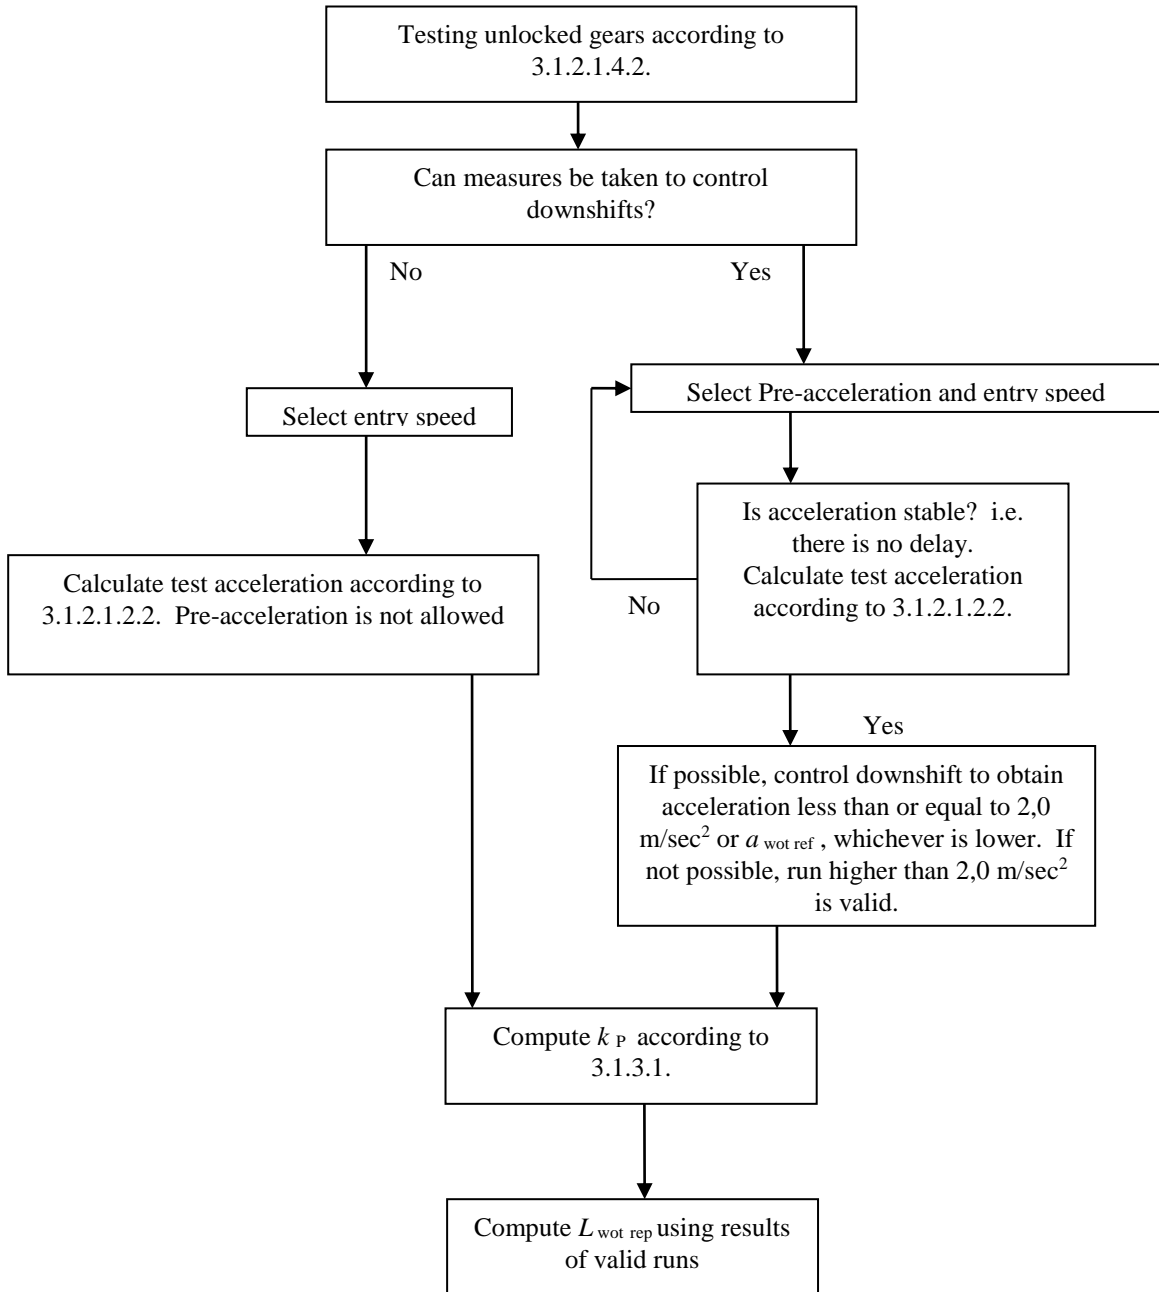 Testing unlocked gears according to
3.1.2.1.4.2.
Can measures be taken to control
downshifts?
No
Yes
Select entry speed
Select Pre-acceleration and entry speed
Is acceleration stable?  i.e.
there is no delay.
Calculate test acceleration
according to 3.1.2.1.2.2.
No
Calculate test acceleration according to
3.1.2.1.2.2.  Pre-acceleration is not allowed
Yes
If possible, control downshift to obtain
acceleration less than or equal to 2,0
m/sec² or a wot ref , whichever is lower.  If
not possible, run higher than 2,0 m/sec²
is valid.
Compute k P according to
3.1.3.1.
Compute L wot rep using results
of valid runs